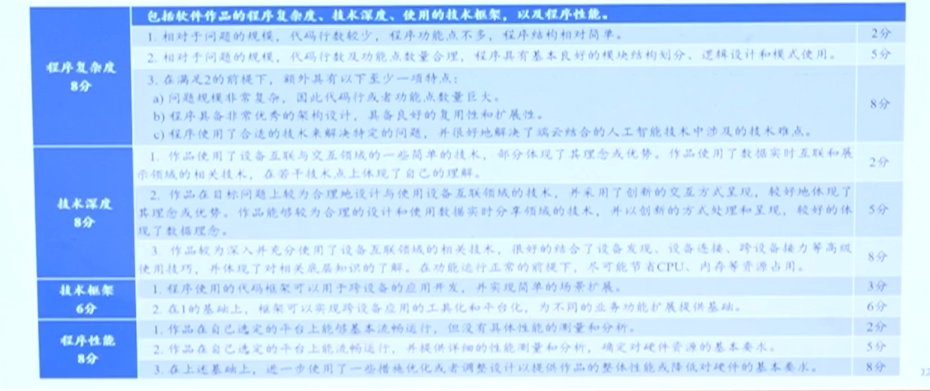 包括软件作品的程序复杂度、技术深度、使用的技术框架，以及程序性能。
程序复杂度
8分
1. 相对于问题的规模，代码行数较少，程序功能点不多，程序结构相对简单。
2分
2. 相对于问题的规模，代码行数及功能点数量合理，程序具有基本良好的模块结构划分、逻辑设计和模式使用。
5分
3. 在满足2的前提下，额外具有以下至少一项特点：
a) 问题规模非常复杂，因此代码行或者功能点数量巨大。
b) 程序具备非常优秀的架构设计，具备良好的复用性和扩展性。
c) 程序使用了合适的技术来解决特定的问题，并很好地解决了端云结合的人工智能技术中涉及的技术难点。
8分
技术深度
8分
1. 作品使用了设备互联与交互领域的一些简单的技术，部分体现了其理念或优势。作品使用了数据实时互联和展
示领域的相关技术，在若干技术点上体现了自己的理解。
2分
2. 作品在目标问题上较为合理地设计与使用设备互联领域的技术，并采用了创新的交互方式呈现，较好地体现了
其理念或优势。作品能够较为合理的设计和使用数据实时分享领域的技术，并以创新的方式处理和呈现，较好的体
现了数据理念。
5分
3. 作品较为深入并充分使用了设备互联领域的相关技术，很好的结合了设备发现、设备连接、跨设备接力等高级
使用技巧，并体现了对相关底层知识的了解。在功能运行正常的前提下，尽可能节省CPU、内存等资源占用。
8分
技术框架
6分
1. 程序使用的代码框架可以用于跨设备的应用开发，并实现简单的场景扩展。
3分
2. 在1的基础上，框架可以实现跨设备应用的工具化和平台化，为不同的业务功能扩展提供基础。
6分
程序性能
8分
1. 作品在自己选定的平台上能够基本流畅运行，但没有具体性能的测量和分析。
2分
2. 作品在自己选定的平台上能流畅运行，并提供详细的性能测量和分析，确定对硬件资源的基本要求。
5分
3. 在上述基础上，进一步使用了一些措施优化或者调整设计以提供作品的整体性能或降低对硬件的基本要求。
8分